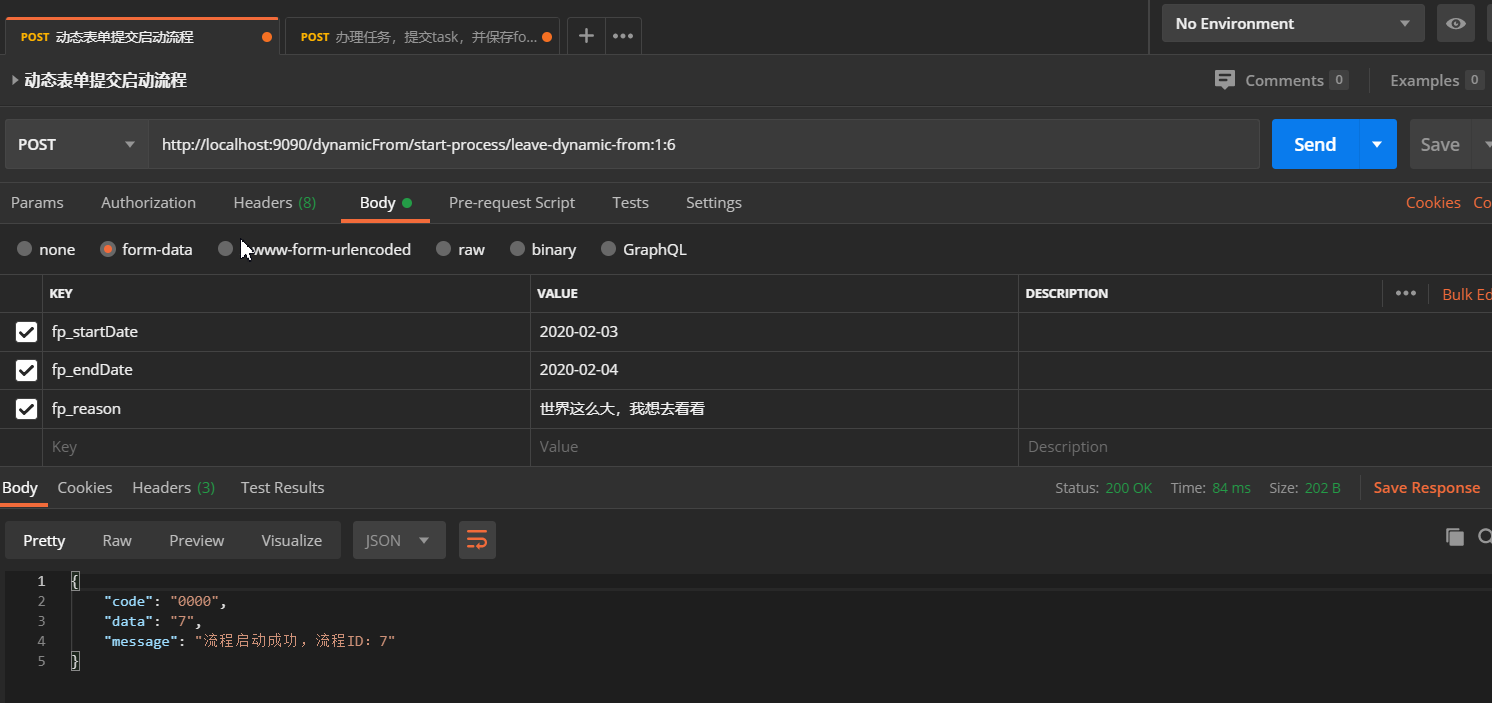 POST 动态表单提交启动流程 POST 办理任务，提交task，并保存fo... No Environment
动态表单提交启动流程 Comments 0 Examples 0
POST http://localhost:9090/dynamicFrom/start-process/leave-dynamic-from:1:6 Send Save
Params Authorization Headers (8) Body Pre-request Script Tests Settings Cookies Co
none form-data www-form-urlencoded raw binary GraphQL
KEY VALUE DESCRIPTION Bulk Ed
fp_startDate 2020-02-03
fp_endDate 2020-02-04
fp_reason 世界这么大，我想去看看
Key Value Description
Body Cookies Headers (3) Test Results Status: 200 OK Time: 84 ms Size: 202 B Save Response
Pretty Raw Preview Visualize JSON
1 {
2 "code": "0000",
3 "data": "7",
4 "message": "流程启动成功，流程ID：7"
5 }